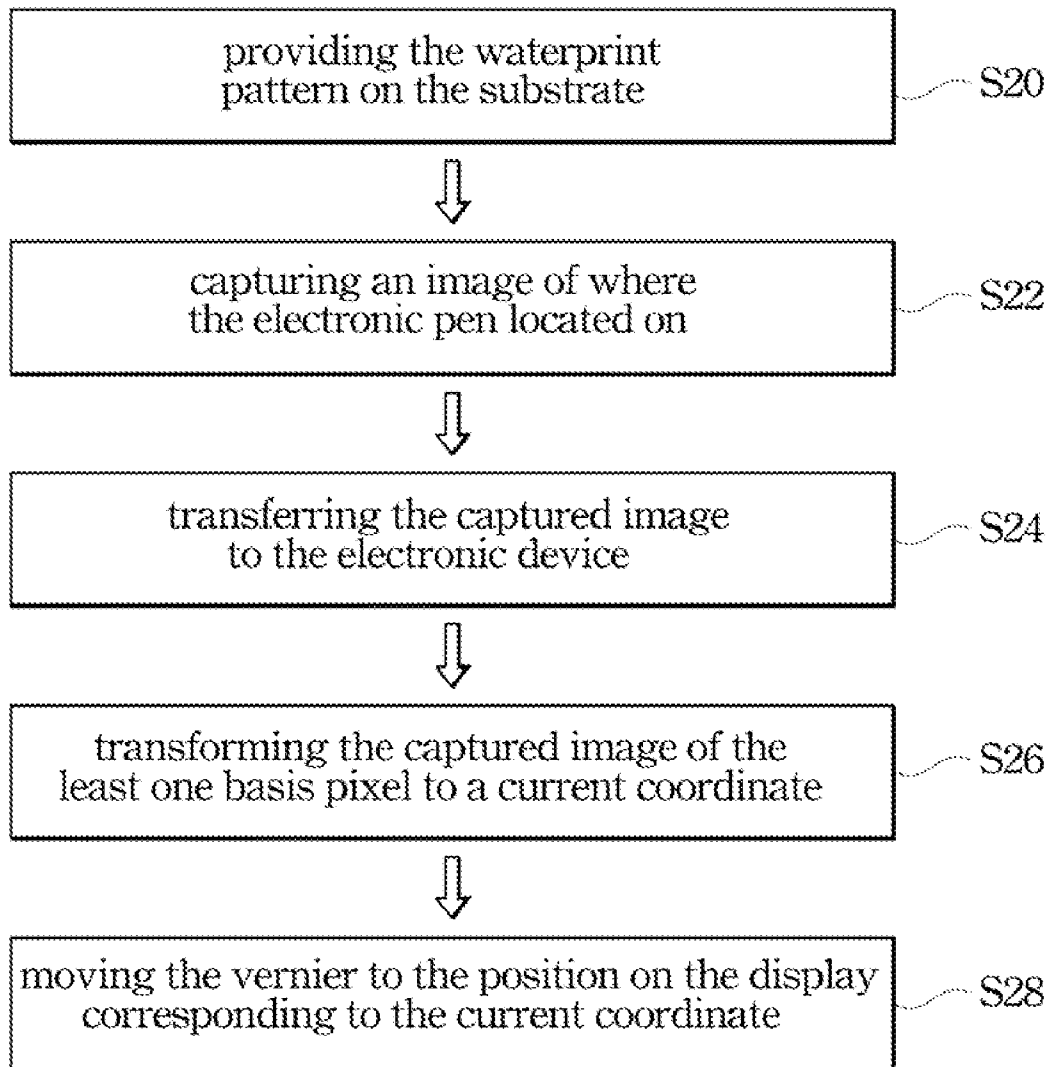 providing the waterprint
pattern on the substrate
S20
capturing an image of where
the electronic pen located on
S22
transferring the captured image
to the electronic device
S24
transforming the captured image of the
least one basis pixel to a current coordinate
S26
moving the vernier to the position on the display
corresponding to the current coordinate
S28